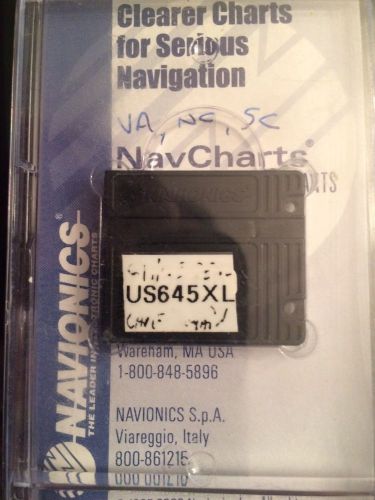 Clearer Charts
for Serious
Navigation
VA, NC, SC
NavCharts®
NAVIONICS
US645XL
Wareham, MA USA
1-800-848-5896
NAVIONICS S.p.A.
Viareggio, Italy
800-861215
NAVIONICS®
THE LEADER IN ELECTRONIC CHARTS